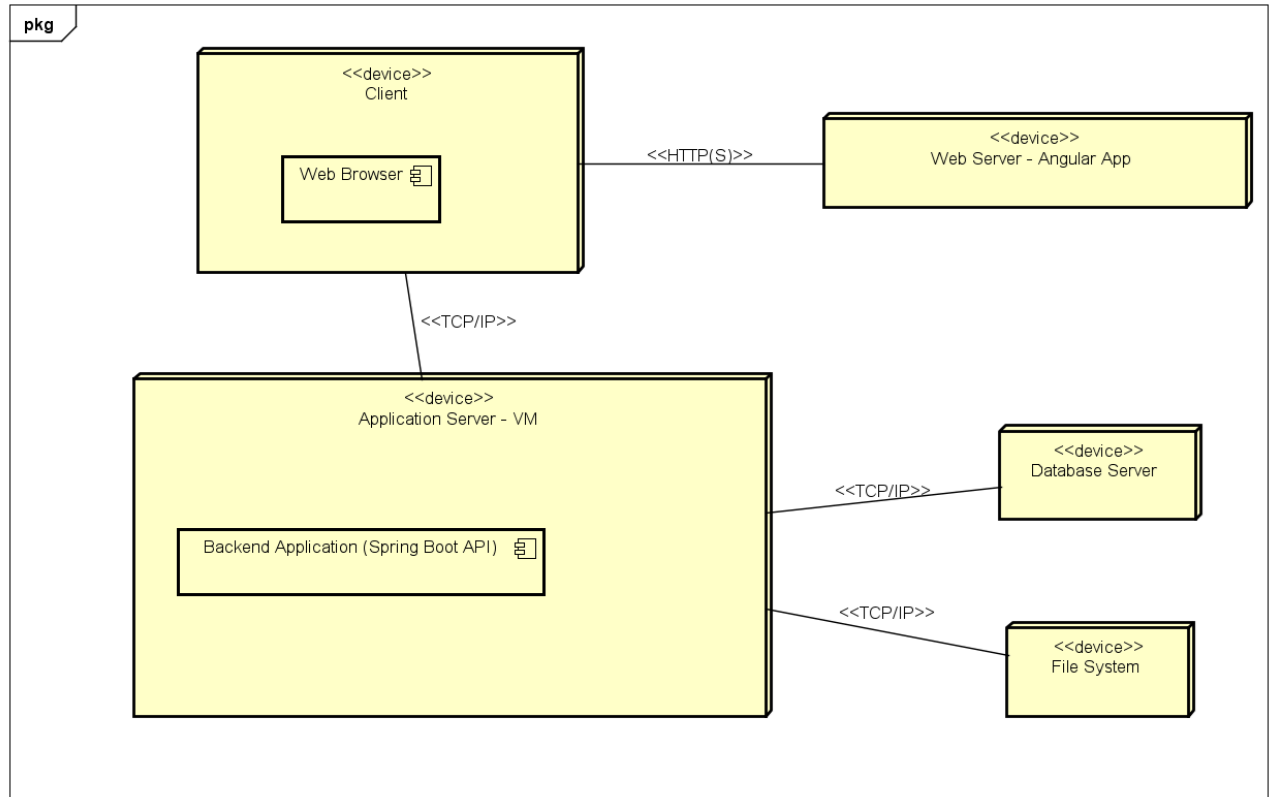 pkg
<<device>>
Client
Web Browser
<<HTTP(S)>>
<<device>>
Web Server - Angular App
<<TCP/IP>>
<<device>>
Application Server - VM
Backend Application (Spring Boot API)
<<TCP/IP>>
<<device>>
Database Server
<<TCP/IP>>
<<device>>
File System